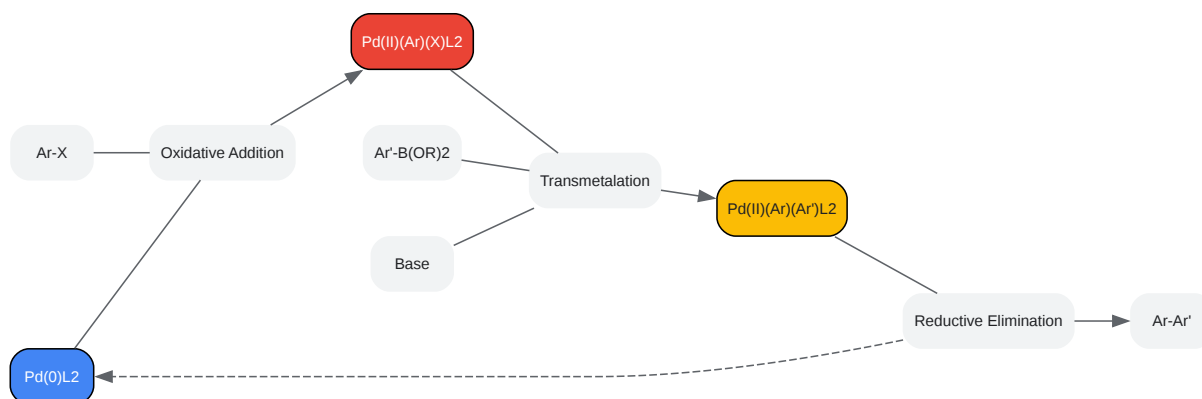 Pd(II)(Ar)(X)L2
Ar-X
Oxidative Addition
Ar'-B(OR)2
Transmetalation
Pd(II)(Ar)(Ar')L2
Base
Reductive Elimination
Ar-Ar'
Pd(0)L2